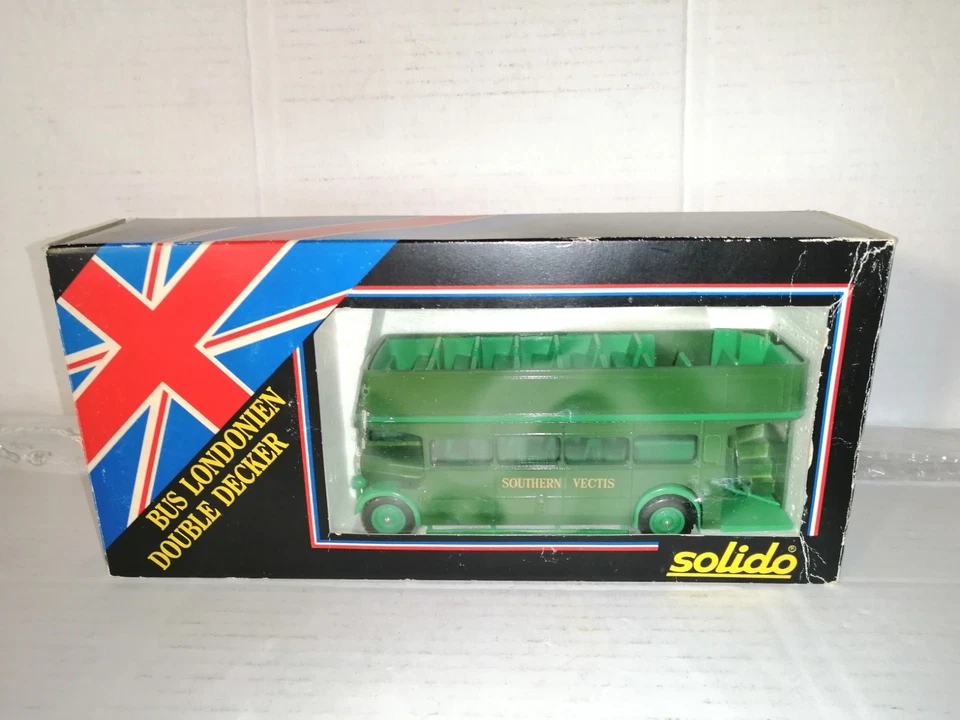 BUS LONDONIEN
DOUBLE DECKER
SOUTHERN VECTIS
solido®